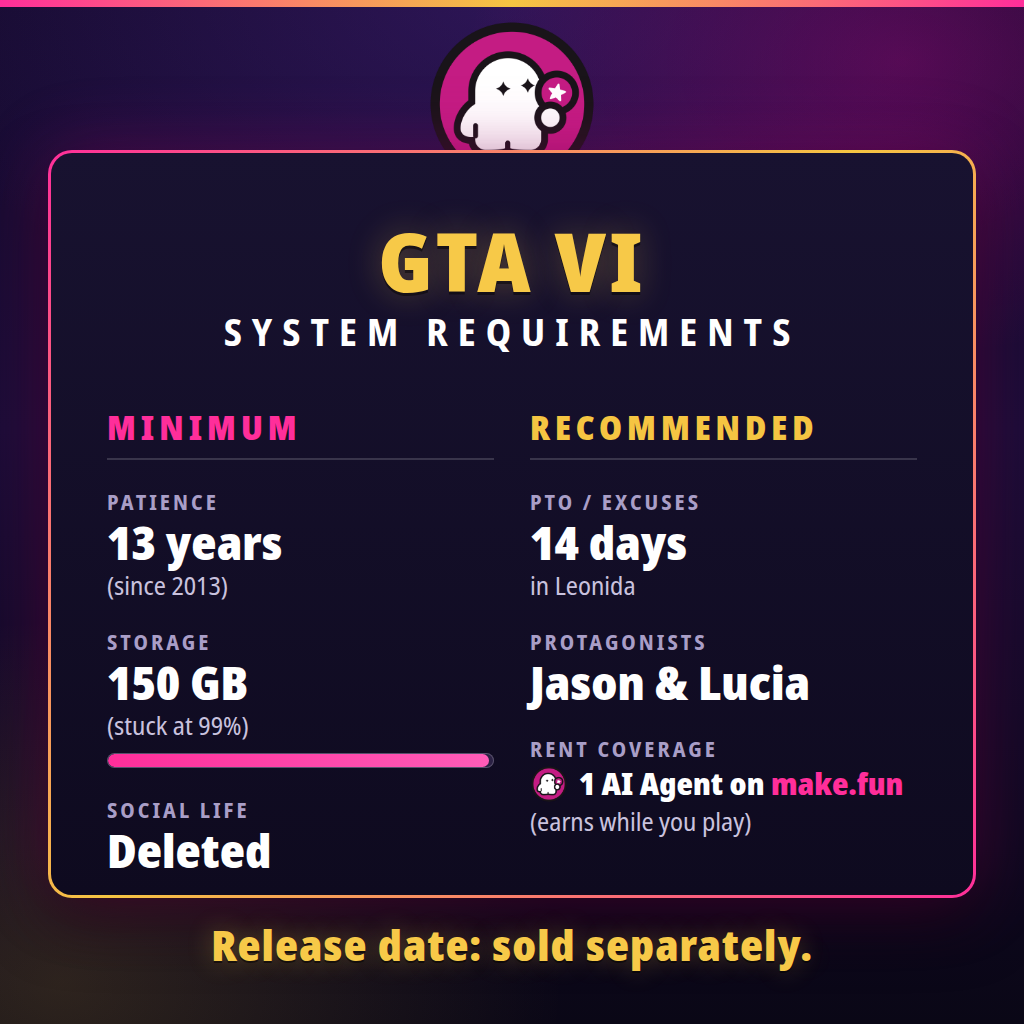 GTA VI
SYSTEM REQUIREMENTS
MINIMUM
PATIENCE
13 years
(since 2013)
STORAGE
150 GB
(stuck at 99%)
SOCIAL LIFE
Deleted
RECOMMENDED
PTO / EXCUSES
14 days
in Leonida
PROTAGONISTS
Jason & Lucia
RENT COVERAGE
1 AI Agent on make.fun
(earns while you play)
Release date: sold separately.